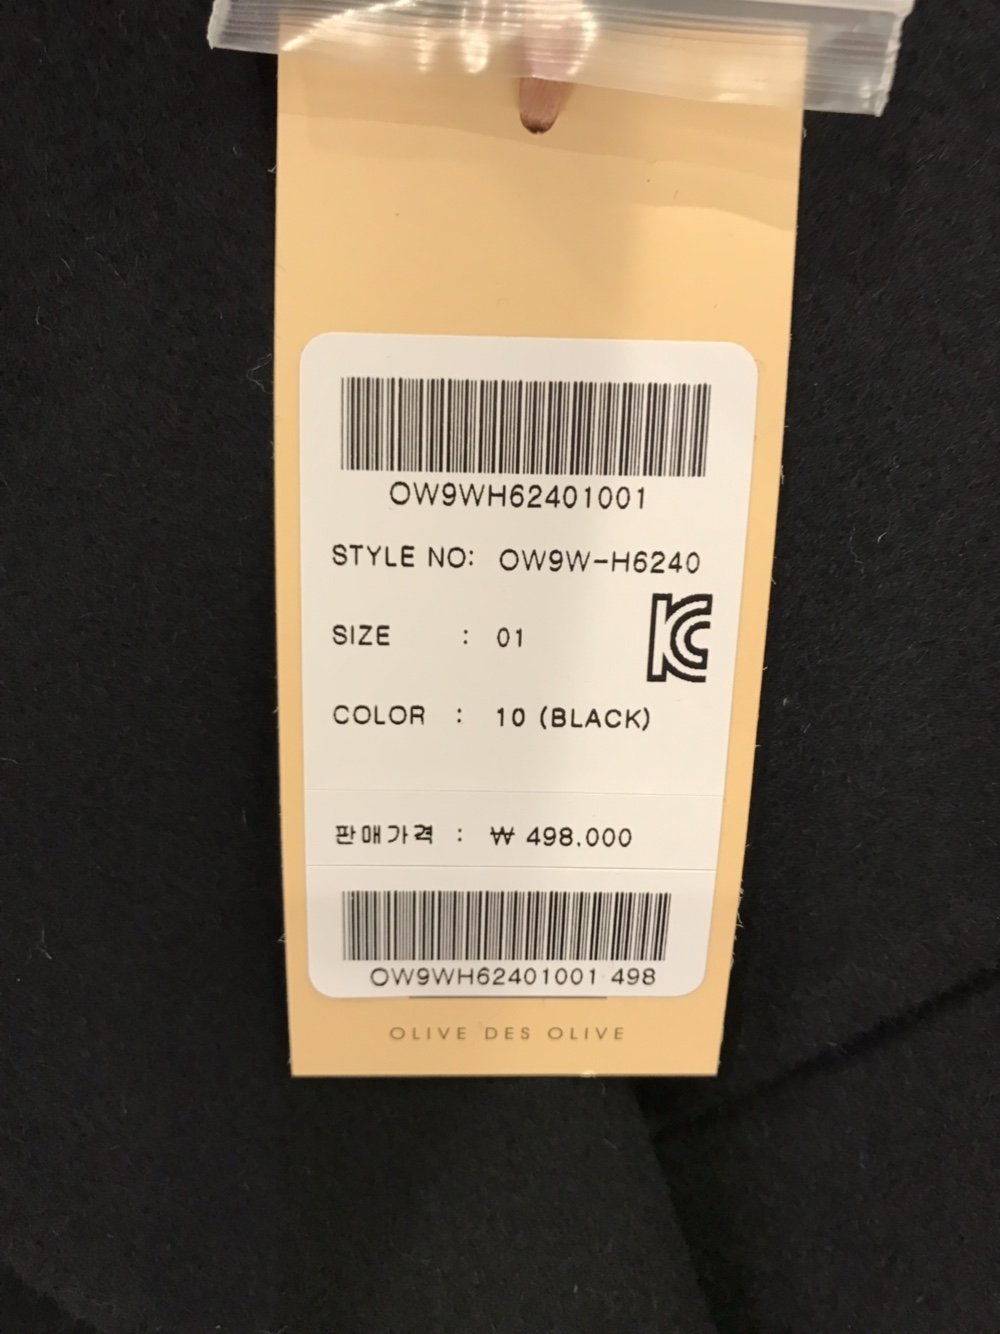 OW9WH62401001
STYLE NO: OW9W-H6240
SIZE : 01
KC
COLOR : 10 (BLACK)
판매가격 : ₩ 498.000
OW9WH62401001 498
OLIVE DES OLIVE